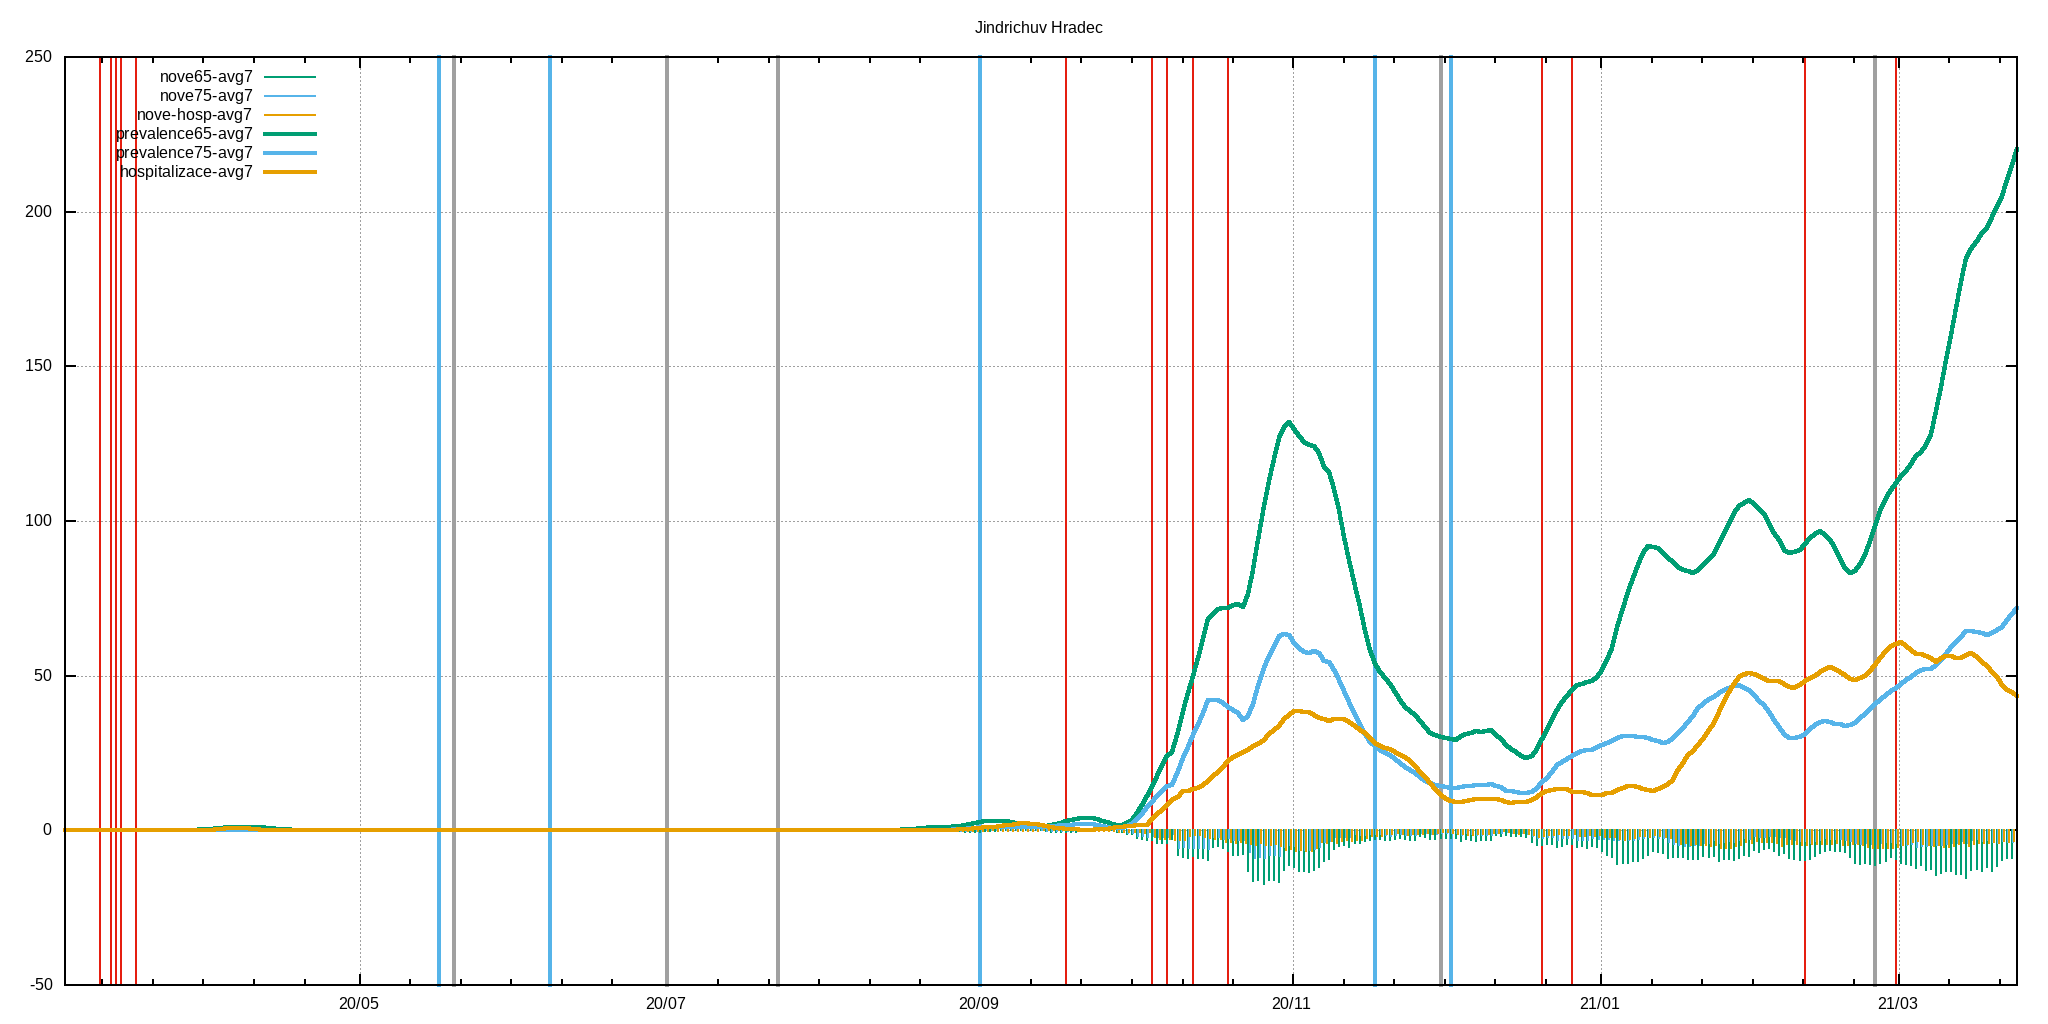 Jindrichuv Hradec
250
200
150
100
50
0
-50
nove65-avg7
nove75-avg7
nove-hosp-avg7
prevalence65-avg7
prevalence75-avg7
hospitalizace-avg7
20/05 20/07 20/09 20/11 21/01 21/03